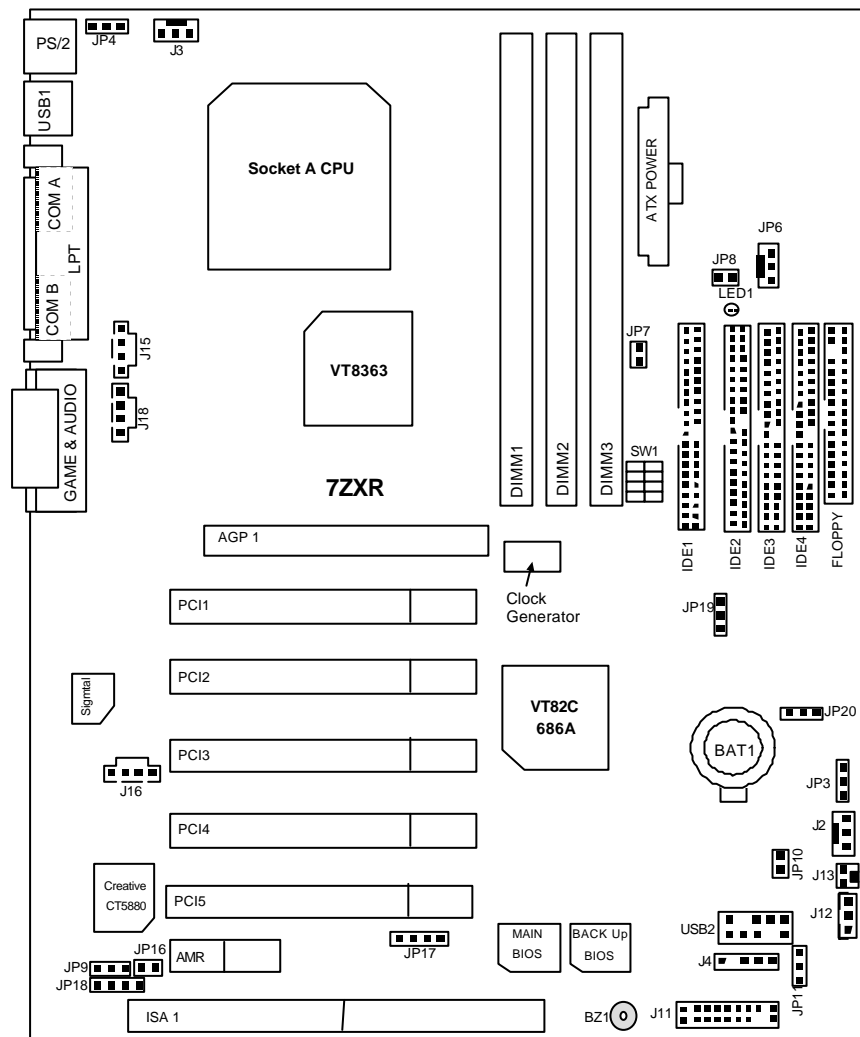 PS/2
JP4
J3
USB1
Socket A CPU
ATX POWER
COM A
LPT
COM B
JP6
JP8
LED1
JP7
J15
J18
VT8363
GAME & AUDIO
7ZXR
DIMM1
DIMM2
DIMM3
SW1
IDE1
IDE2
IDE3
IDE4
FLOPPY
AGP 1
Clock
Generator
PCI1
JP19
PCI2
Sigmtal
VT82C
686A
JP20
BAT1
PCI3
J16
JP3
PCI4
J2
JP10
J13
Creative
CT5880
PCI5
J12
USB2
MAIN
BIOS
BACK Up
BIOS
JP16
AMR
JP17
JP9
JP18
J4
JP11
ISA 1
BZ1
J11